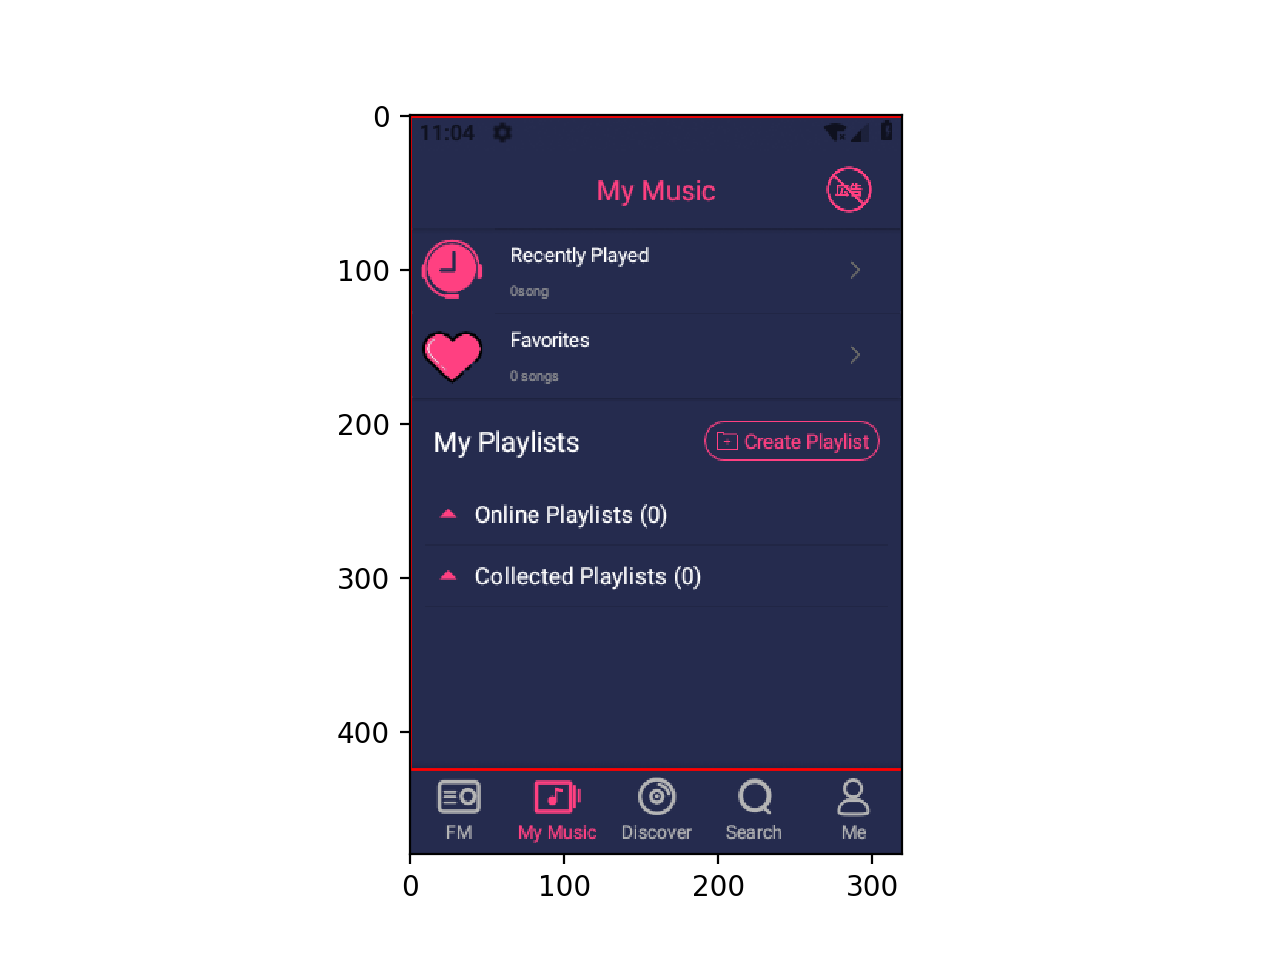 0
11:04
My Music
広告
Recently Played
100
0song
Favorites
0 songs
200
My Playlists
Create Playlist
Online Playlists (0)
300
Collected Playlists (0)
400
FM
My Music
Discover
Search
Me
0 100 200 300